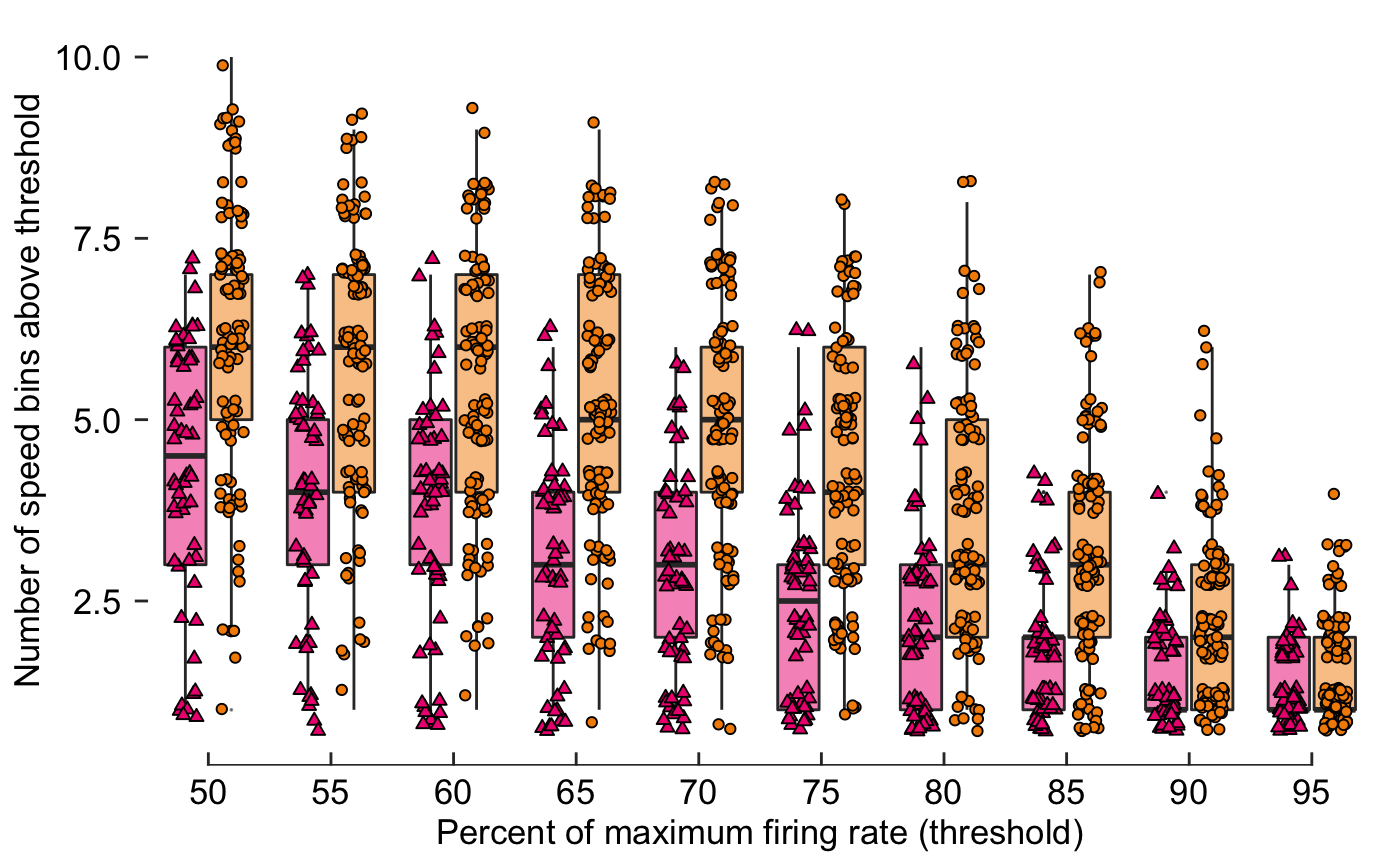 Number of speed bins above threshold
10.0
7.5
5.0
2.5
50 55 60 65 70 75 80 85 90 95
Percent of maximum firing rate (threshold)